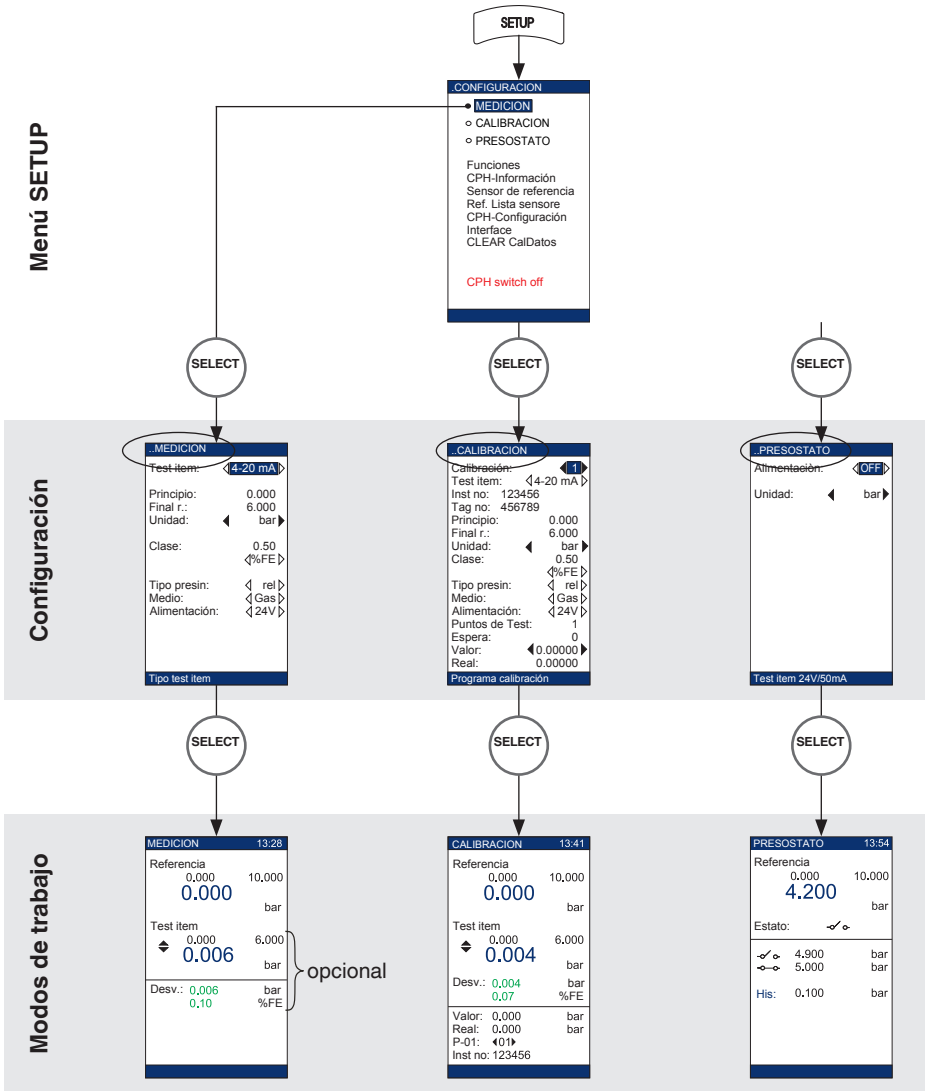 SETUP
Menú SETUP
..CONFIGURACION
MEDICION
CALIBRACION
PRESOSTATO
Funciones
CPH-Información
Sensor de referencia
Ref. Lista sensore
CPH-Configuración
Interface
CLEAR CalDatos
CPH switch off
SELECT
SELECT
SELECT
Configuración
..MEDICION
Test item: 4-20 mA
Principio: 0.000
Final r.: 6.000
Unidad: bar
Clase: 0.50
%FE
Tipo presin: rel
Medio: Gas
Alimentación: 24V
Tipo test item
..CALIBRACION
Calibración: 1
Test item: 4-20 mA
Inst no: 123456
Tag no: 456789
Principio: 0.000
Final r.: 6.000
Unidad: bar
Clase: 0.50
%FE
Tipo presin: rel
Medio: Gas
Alimentación: 24V
Puntos de Test: 1
Espera: 0
Valor: 0.00000
Real: 0.00000
Programa calibración
..PRESOSTATO
Alimentaciòn: OFF
Unidad: bar
Test item 24V/50mA
SELECT
SELECT
SELECT
Modos de trabajo
MEDICION 13:28
Referencia
0.000 10.000
0.000
bar
Test item
0.000 6.000
0.006
bar
Desv.: 0.006 bar
0.10 %FE
opcional
CALIBRACION 13:41
Referencia
0.000 10.000
0.000
bar
Test item
0.000 6.000
0.004
bar
Desv.: 0.004 bar
0.07 %FE
Valor: 0.000 bar
Real: 0.000 bar
P-01: 01
Inst no: 123456
PRESOSTATO 13:54
Referencia
0.000 10.000
4.200
bar
Estato:
4.900 bar
5.000 bar
His: 0.100 bar